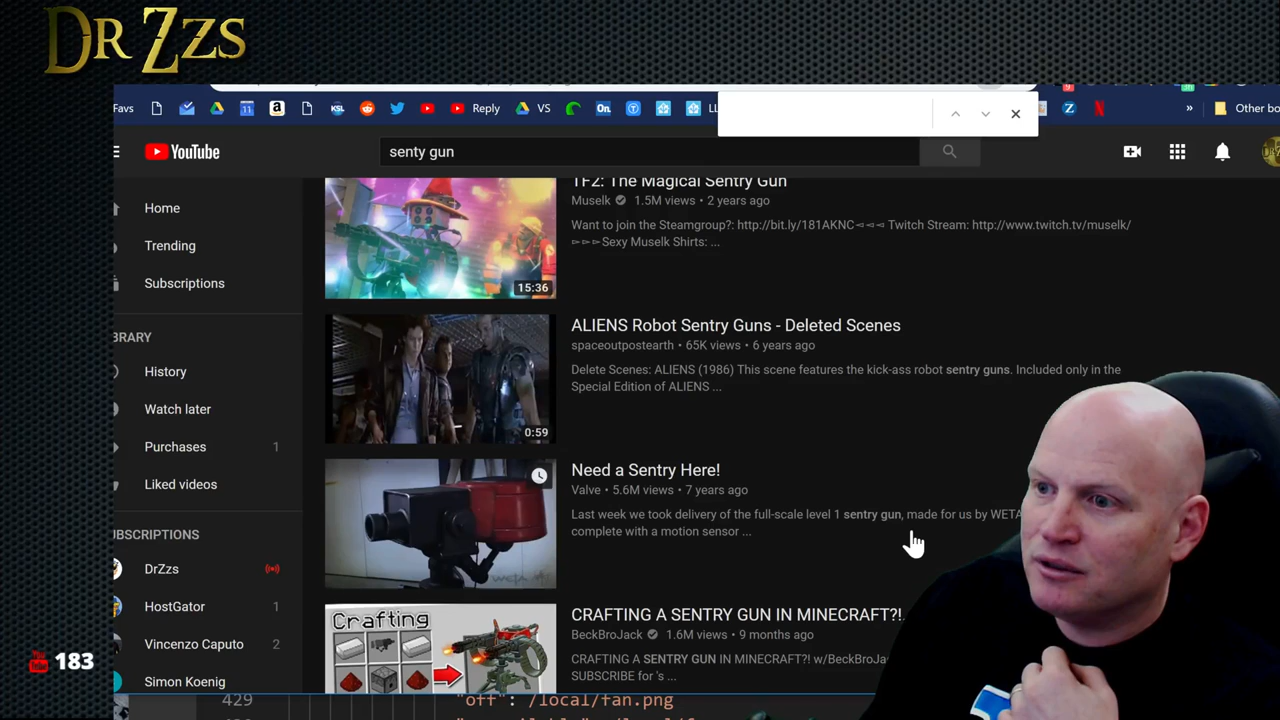 DR ZZS
Favs
Reply
VS
On.
LL
Other bo
YouTube
senty gun
TF2: The Magical Sentry Gun
Home
Muselk 1.5M views • 2 years ago
Want to join the Steamgroup?: http://bit.ly/181AKNC◅◅◅ Twitch Stream: http://www.twitch.tv/muselk/
▻▻▻Sexy Muselk Shirts: ...
Trending
Subscriptions
15:36
BRARY
ALIENS Robot Sentry Guns - Deleted Scenes
spaceoutpostearth • 65K views • 6 years ago
History
Delete Scenes: ALIENS (1986) This scene features the kick-ass robot sentry guns. Included only in the
Special Edition of ALIENS ...
Watch later
0:59
Purchases 1
Need a Sentry Here!
Liked videos
Valve • 5.6M views • 7 years ago
Last week we took delivery of the full-scale level 1 sentry gun, made for us by WETA
complete with a motion sensor ...
UBSCRIPTIONS
DrZzs
HostGator 1
Crafting
CRAFTING A SENTRY GUN IN MINECRAFT?!
BeckBroJack 1.6M views • 9 months ago
Vincenzo Caputo 2
CRAFTING A SENTRY GUN IN MINECRAFT?! w/BeckBroJa
183
SUBSCRIBE for 's ...
Simon Koenig
429 "off": /local/fan.png